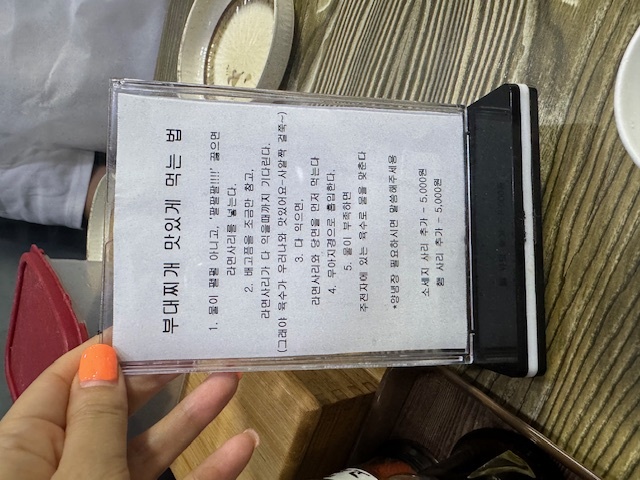 부대찌개 맛있게 먹는 법
1. 물이 펄펄 아니고, 팔팔팔!!!! 끓으면
라면사리를 넣는다.
2. 배고픔을 조금만 참고,
라면사리가 다 익을때까지 기다린다.
(그래야 육수가 우러나와 맛있어요~사알짝 걸쭉~)
3. 다 익으면,
라면사리와 당면을 먼저 먹는다
4. 무아지경으로 흡입한다.
5. 물이 부족하면
주전자에 있는 육수로 물을 맞춘다
*양념장 필요하시면 말씀해주세용
소세지 사리 추가 - 5,000원
햄 사리 추가 - 5,000원